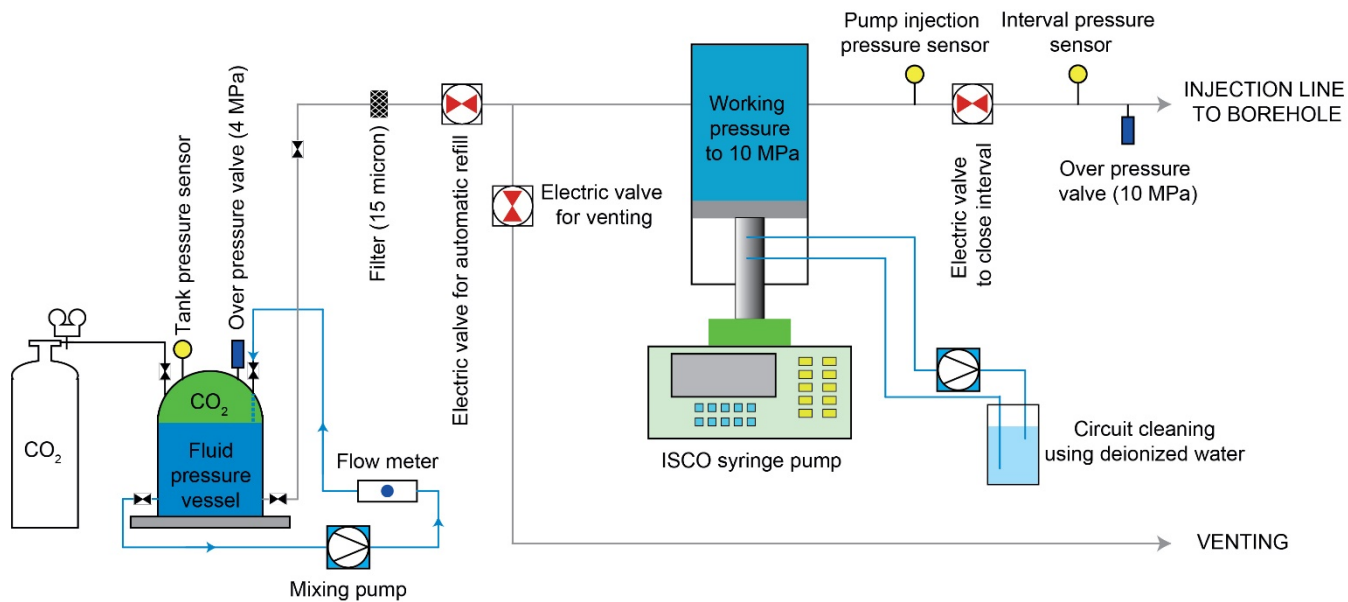 Pump injection
pressure sensor
Interval pressure
sensor
INJECTION LINE
TO BOREHOLE
Working
pressure
to 10 MPa
Over pressure
valve (10 MPa)
Electric valve
to close interval
Electric valve
for venting
Filter (15 micron)
Electric valve for automatic refill
Tank pressure sensor
Over pressure valve (4 MPa)
CO₂
CO₂
Fluid
pressure
vessel
Flow meter
Mixing pump
ISCO syringe pump
Circuit cleaning
using deionized water
VENTING